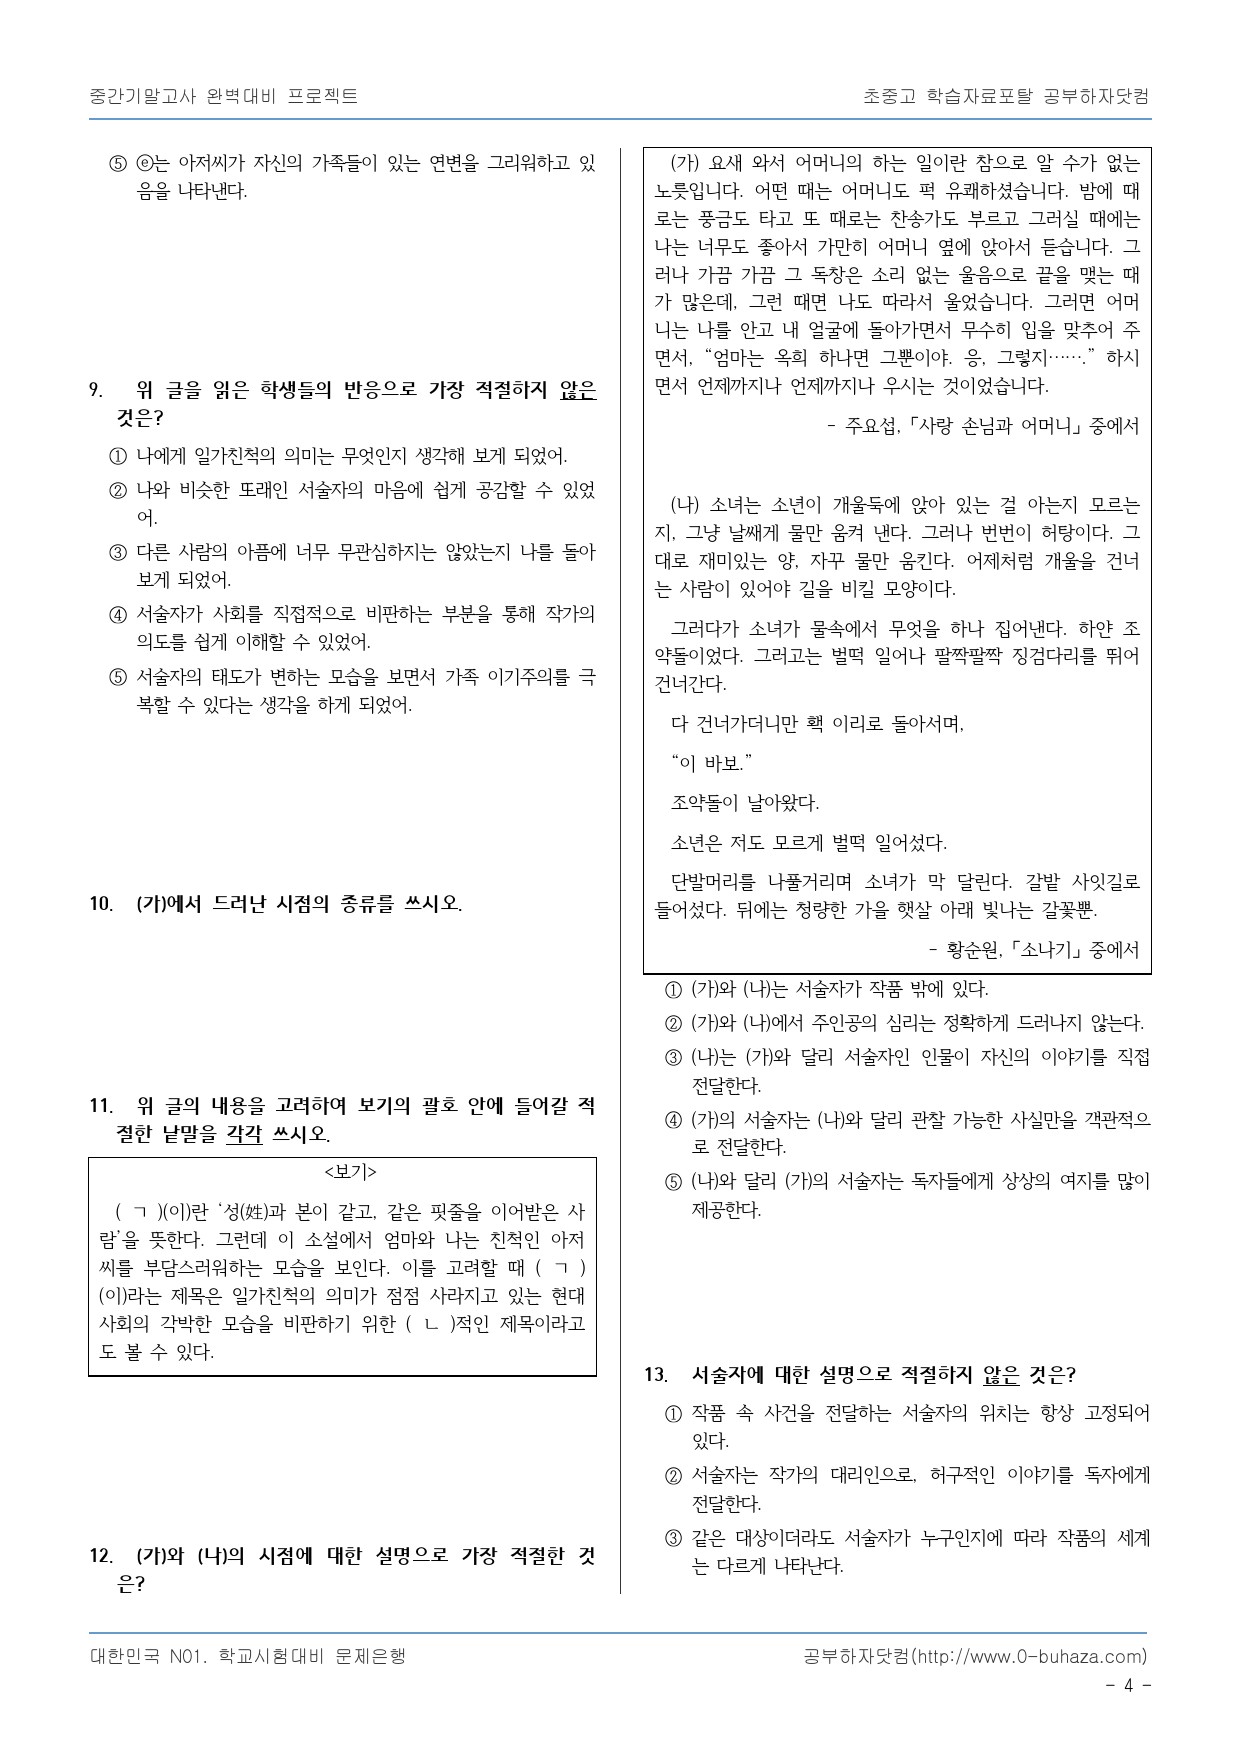 중간기말고사 완벽대비 프로젝트
초중고 학습자료포탈 공부하자닷컴
⑤ ⓔ는 아저씨가 자신의 가족들이 있는 연변을 그리워하고 있
음을 나타낸다.
9. 위 글을 읽은 학생들의 반응으로 가장 적절하지 않은
것은?
① 나에게 일가친척의 의미는 무엇인지 생각해 보게 되었어.
② 나와 비슷한 또래인 서술자의 마음에 쉽게 공감할 수 있었
어.
③ 다른 사람의 아픔에 너무 무관심하지는 않았는지 나를 돌아
보게 되었어.
④ 서술자가 사회를 직접적으로 비판하는 부분을 통해 작가의
의도를 쉽게 이해할 수 있었어.
⑤ 서술자의 태도가 변하는 모습을 보면서 가족 이기주의를 극
복할 수 있다는 생각을 하게 되었어.
10. (가)에서 드러난 시점의 종류를 쓰시오.
11. 위 글의 내용을 고려하여 보기의 괄호 안에 들어갈 적
절한 낱말을 각각 쓰시오.
<보기>
( ㄱ )(이)란 ‘성(姓)과 본이 같고, 같은 핏줄을 이어받은 사
람’을 뜻한다. 그런데 이 소설에서 엄마와 나는 친척인 아저
씨를 부담스러워하는 모습을 보인다. 이를 고려할 때 ( ㄱ )
(이)라는 제목은 일가친척의 의미가 점점 사라지고 있는 현대
사회의 각박한 모습을 비판하기 위한 ( ㄴ )적인 제목이라고
도 볼 수 있다.
12. (가)와 (나)의 시점에 대한 설명으로 가장 적절한 것
은?
(가) 요새 와서 어머니의 하는 일이란 참으로 알 수가 없는
노릇입니다. 어떤 때는 어머니도 퍽 유쾌하셨습니다. 밤에 때
로는 풍금도 타고 또 때로는 찬송가도 부르고 그러실 때에는
나는 너무도 좋아서 가만히 어머니 옆에 앉아서 듣습니다. 그
러나 가끔 가끔 그 독창은 소리 없는 울음으로 끝을 맺는 때
가 많은데, 그런 때면 나도 따라서 울었습니다. 그러면 어머
니는 나를 안고 내 얼굴에 돌아가면서 무수히 입을 맞추어 주
면서, “엄마는 옥희 하나면 그뿐이야. 응, 그렇지…….” 하시
면서 언제까지나 언제까지나 우시는 것이었습니다.
- 주요섭,「사랑 손님과 어머니」중에서
(나) 소녀는 소년이 개울둑에 앉아 있는 걸 아는지 모르는
지, 그냥 날쌔게 물만 움켜 낸다. 그러나 번번이 허탕이다. 그
대로 재미있는 양, 자꾸 물만 움킨다. 어제처럼 개울을 건너
는 사람이 있어야 길을 비킬 모양이다.
그러다가 소녀가 물속에서 무엇을 하나 집어낸다. 하얀 조
약돌이었다. 그러고는 벌떡 일어나 팔짝팔짝 징검다리를 뛰어
건너간다.
다 건너가더니만 홱 이리로 돌아서며,
“이 바보.”
조약돌이 날아왔다.
소년은 저도 모르게 벌떡 일어섰다.
단발머리를 나풀거리며 소녀가 막 달린다. 갈밭 사잇길로
들어섰다. 뒤에는 청량한 가을 햇살 아래 빛나는 갈꽃뿐.
- 황순원,「소나기」중에서
① (가)와 (나)는 서술자가 작품 밖에 있다.
② (가)와 (나)에서 주인공의 심리는 정확하게 드러나지 않는다.
③ (나)는 (가)와 달리 서술자인 인물이 자신의 이야기를 직접
전달한다.
④ (가)의 서술자는 (나)와 달리 관찰 가능한 사실만을 객관적으
로 전달한다.
⑤ (나)와 달리 (가)의 서술자는 독자들에게 상상의 여지를 많이
제공한다.
13. 서술자에 대한 설명으로 적절하지 않은 것은?
① 작품 속 사건을 전달하는 서술자의 위치는 항상 고정되어
있다.
② 서술자는 작가의 대리인으로, 허구적인 이야기를 독자에게
전달한다.
③ 같은 대상이더라도 서술자가 누구인지에 따라 작품의 세계
는 다르게 나타난다.
대한민국 N01. 학교시험대비 문제은행
공부하자닷컴(http://www.0-buhaza.com)
- 4 -